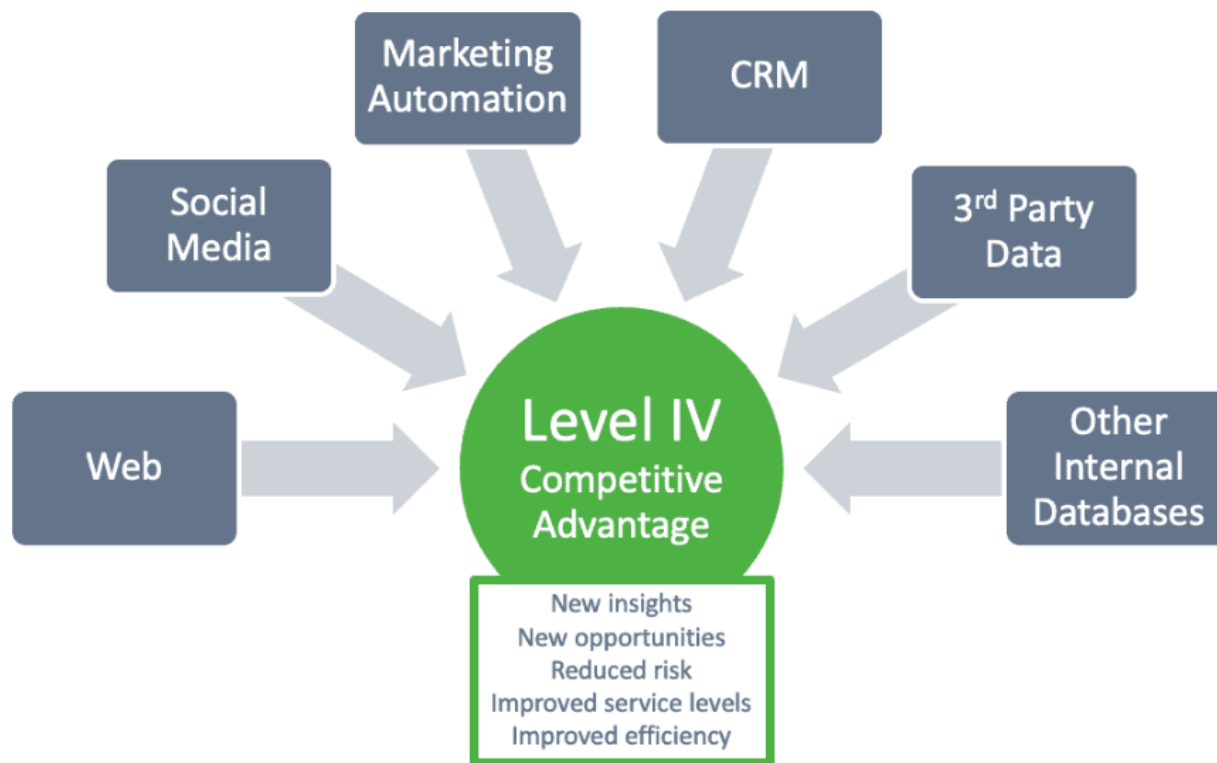 Marketing
Automation
CRM
Social
Media
3rd Party
Data
Web
Level IV
Competitive
Advantage
Other
Internal
Databases
New insights
New opportunities
Reduced risk
Improved service levels
Improved efficiency